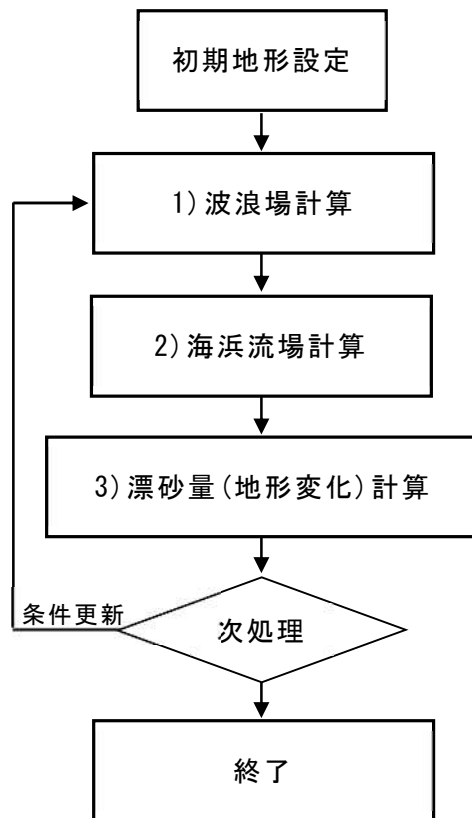 初期地形設定
1)波浪場計算
2)海浜流場計算
3)漂砂量(地形変化)計算
条件更新
次処理
終了